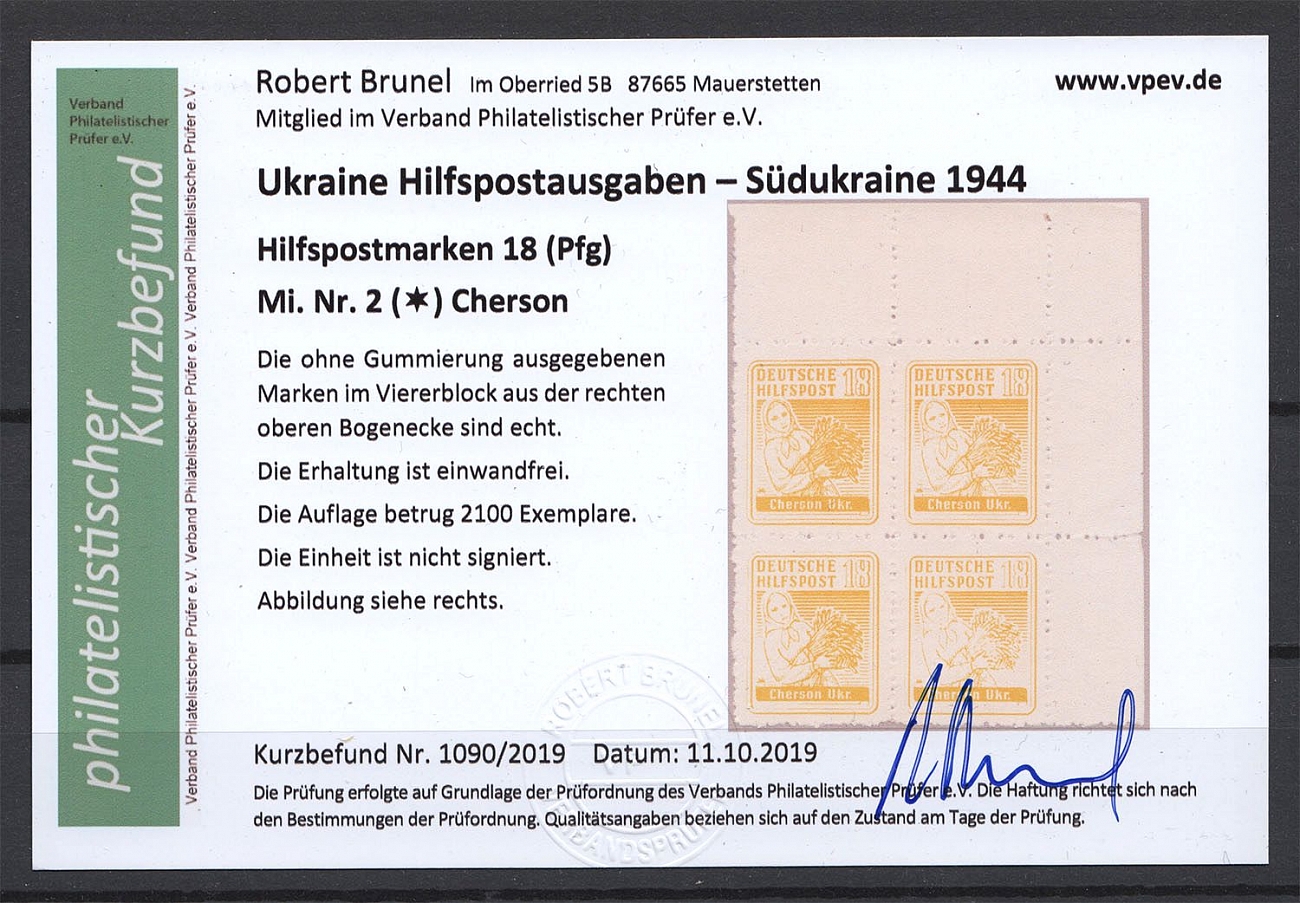 Verband
Philatelistischer
Prüfer e.V.
philatelistischer
Kurzbefund
Verband Philatelistischer Prüfer e.V. Verband Philatelistischer Prüfer e.V. Verband Philatelistischer Prüfer e.V. Verband Philatelistischer Prüfer e.V.
Robert Brunel Im Oberried 5B 87665 Mauerstetten
www.vpev.de
Mitglied im Verband Philatelistischer Prüfer e.V.
Ukraine Hilfspostausgaben – Südukraine 1944
Hilfspostmarken 18 (Pfg)
Mi. Nr. 2 (✶) Cherson
Die ohne Gummierung ausgegebenen
Marken im Viererblock aus der rechten
oberen Bogenecke sind echt.
Die Erhaltung ist einwandfrei.
Die Auflage betrug 2100 Exemplare.
Die Einheit ist nicht signiert.
Abbildung siehe rechts.
DEUTSCHE 18
HILFSPOST
Cherson Ukr.
DEUTSCHE 18
HILFSPOST
Cherson Ukr.
DEUTSCHE 18
HILFSPOST
Cherson Ukr.
DEUTSCHE 18
HILFSPOST
Ukr.
ROBERT BRUNEL
Kurzbefund Nr. 1090/2019 Datum: 11.10.2019
Die Prüfung erfolgte auf Grundlage der Prüfordnung des Verbands Philatelistischer Prüfer e.V. Die Haftung richtet sich nach
den Bestimmungen der Prüfordnung. Qualitätsangaben beziehen sich auf den Zustand am Tage der Prüfung.